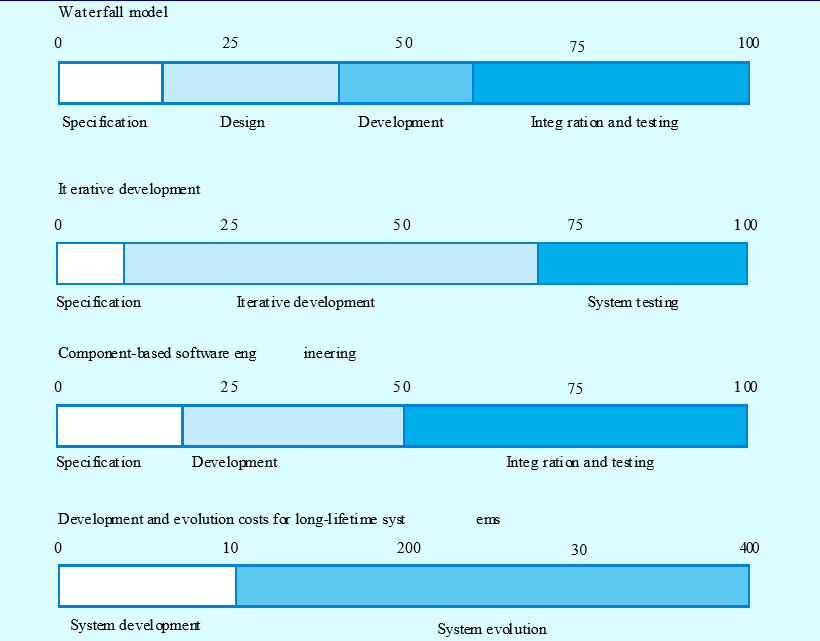 Waterfall model
0 25 50 75 100
Specification Design Development Integ ration and testing
It erative development
0 25 50 75 100
Specification Iterative development System testing
Component-based software eng ineering
0 25 50 75 100
Specification Development Integ ration and testing
Development and evolution costs for long-lifetime syst ems
0 10 200 30 400
System development System evolution